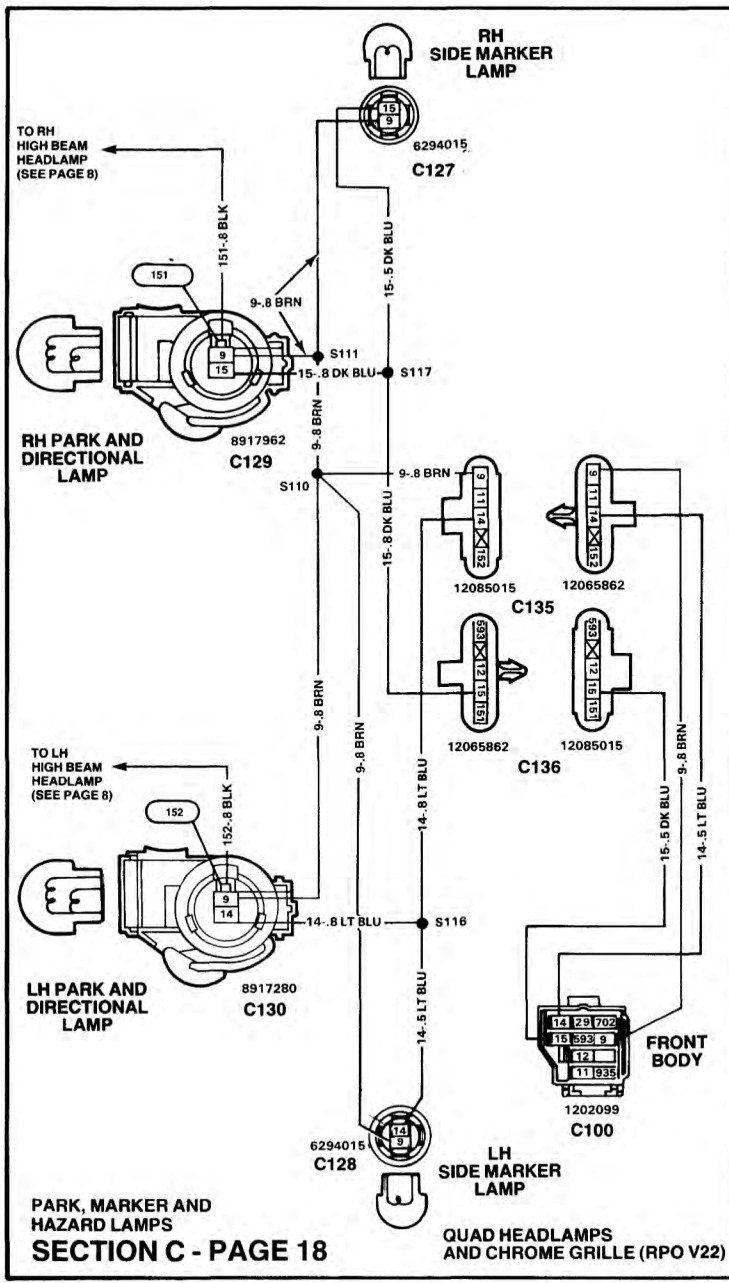 RH
SIDE MARKER
LAMP
15
9
6294015
C127
TO RH
HIGH BEAM
HEADLAMP
(SEE PAGE 8)
151-.8 BLK
15-.5 DK BLU
151
9-.8 BRN
9
15
S111
15-.8 DK BLU
S117
RH PARK AND
DIRECTIONAL
LAMP
8917962
C129
9-.8 BRN
S110
9-.8 BRN
15-.8 DK BLU
9
11
14
152
9
11
14
152
12085015
12065862
C135
593
12
15
151
593
12
15
151
12065862
12085015
C136
9-.8 BRN
9-.8 BRN
14-.8 LT BLU
15-.5 DK BLU
9-.8 BRN
14-.5 LT BLU
TO LH
HIGH BEAM
HEADLAMP
(SEE PAGE 8)
152-.8 BLK
152
9
14
14-.8 LT BLU
S116
LH PARK AND
DIRECTIONAL
LAMP
8917280
C130
14-.5 LT BLU
14 29 702
15 593 9
12
11 935
FRONT
BODY
1202099
C100
14
9
6294015
C128
LH
SIDE MARKER
LAMP
PARK, MARKER AND
HAZARD LAMPS
SECTION C - PAGE 18
QUAD HEADLAMPS
AND CHROME GRILLE (RPO V22)